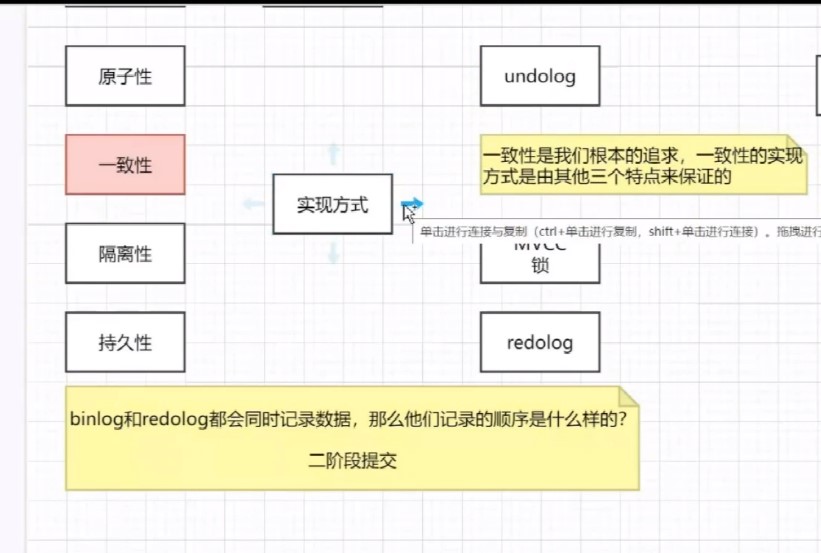 原子性
undolog
一致性
一致性是我们根本的追求，一致性的实现
方式是由其他三个特点来保证的
实现方式
单击进行连接与复制（ctrl+单击进行复制，shift+单击进行连接）。拖拽进行
隔离性
MVCC
锁
持久性
redolog
binlog和redolog都会同时记录数据，那么他们记录的顺序是什么样的？
二阶段提交